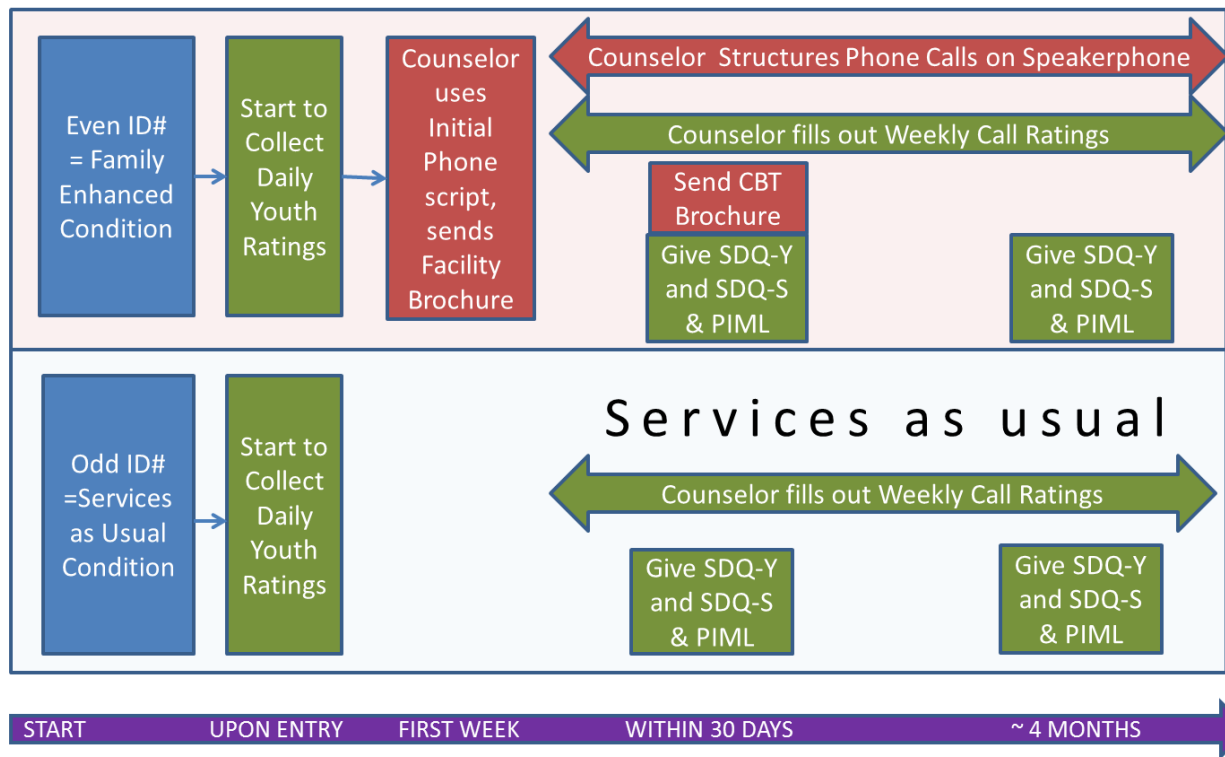 Even ID#
= Family
Enhanced
Condition
Start to
Collect
Daily
Youth
Ratings
Counselor
uses
Initial
Phone
script,
sends
Facility
Brochure
Counselor  Structures Phone Calls on Speakerphone
Counselor fills out Weekly Call Ratings
Send CBT
Brochure
Give SDQ-Y
and SDQ-S
& PIML
Give SDQ-Y
and SDQ-S
& PIML
Odd ID#
=Services
as Usual
Condition
Start to
Collect
Daily
Youth
Ratings
Services as usual
Counselor fills out Weekly Call Ratings
Give SDQ-Y
and SDQ-S
& PIML
Give SDQ-Y
and SDQ-S
& PIML
START UPON ENTRY FIRST WEEK WITHIN 30 DAYS ~ 4 MONTHS